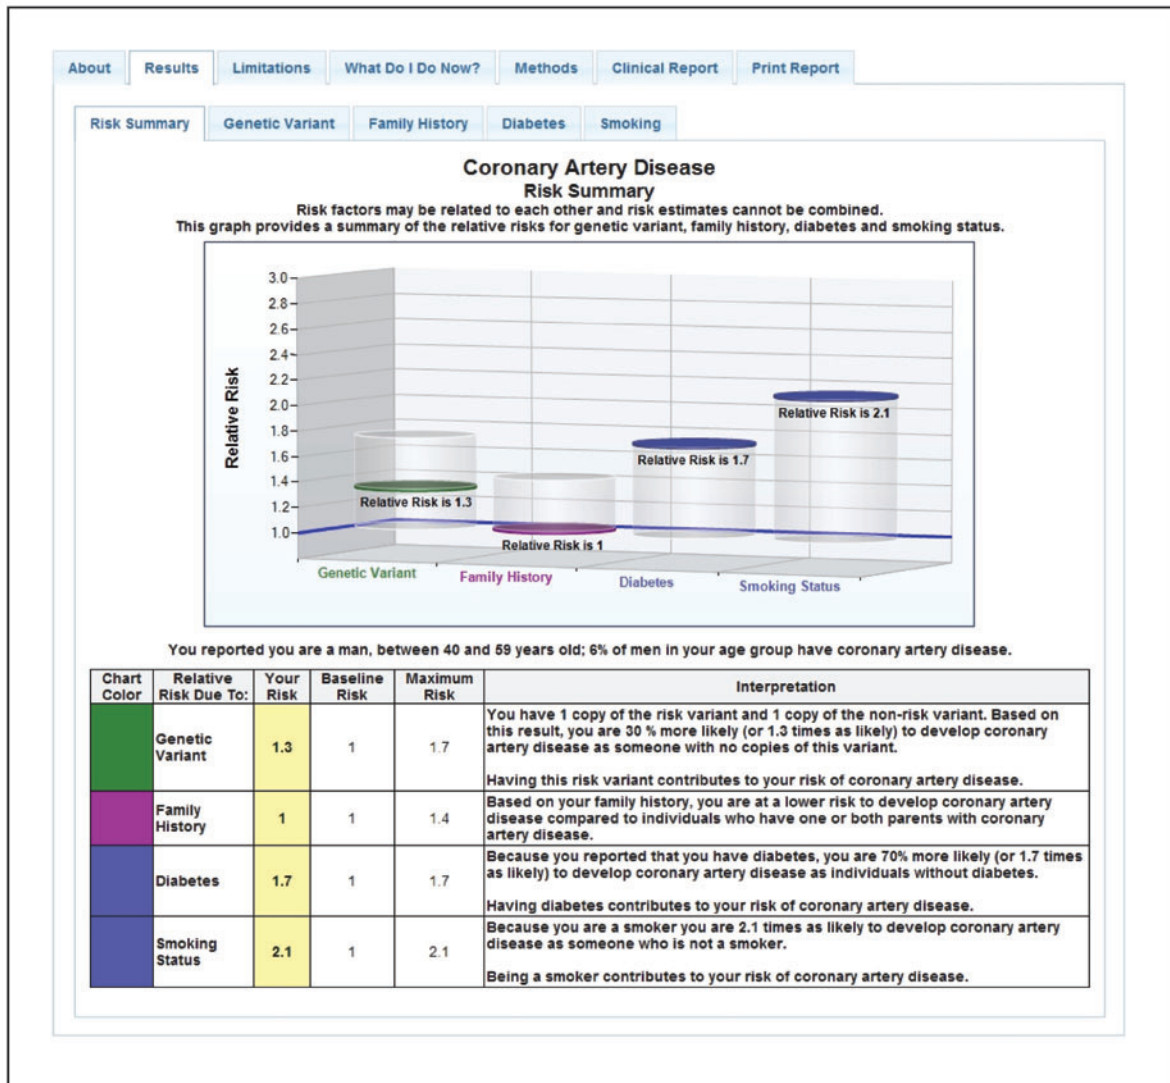 About Results Limitations What Do I Do Now? Methods Clinical Report Print Report
Risk Summary Genetic Variant Family History Diabetes Smoking
Coronary Artery Disease
Risk Summary
Risk factors may be related to each other and risk estimates cannot be combined.
This graph provides a summary of the relative risks for genetic variant, family history, diabetes and smoking status.
Relative Risk
3.0
2.8
2.6
2.4
2.2
2.0
1.8
1.6
1.4
1.2
1.0
Relative Risk is 1.3
Relative Risk is 1
Relative Risk is 1.7
Relative Risk is 2.1
Genetic Variant
Family History
Diabetes
Smoking Status
You reported you are a man, between 40 and 59 years old; 6% of men in your age group have coronary artery disease.
Chart Color
Relative Risk Due To:
Your Risk
Baseline Risk
Maximum Risk
Interpretation
Genetic Variant
1.3
1
1.7
You have 1 copy of the risk variant and 1 copy of the non-risk variant. Based on
this result, you are 30 % more likely (or 1.3 times as likely) to develop coronary
artery disease as someone with no copies of this variant.
Having this risk variant contributes to your risk of coronary artery disease.
Family History
1
1
1.4
Based on your family history, you are at a lower risk to develop coronary artery
disease compared to individuals who have one or both parents with coronary
artery disease.
Diabetes
1.7
1
1.7
Because you reported that you have diabetes, you are 70% more likely (or 1.7 times
as likely) to develop coronary artery disease as individuals without diabetes.
Having diabetes contributes to your risk of coronary artery disease.
Smoking Status
2.1
1
2.1
Because you are a smoker you are 2.1 times as likely to develop coronary artery
disease as someone who is not a smoker.
Being a smoker contributes to your risk of coronary artery disease.